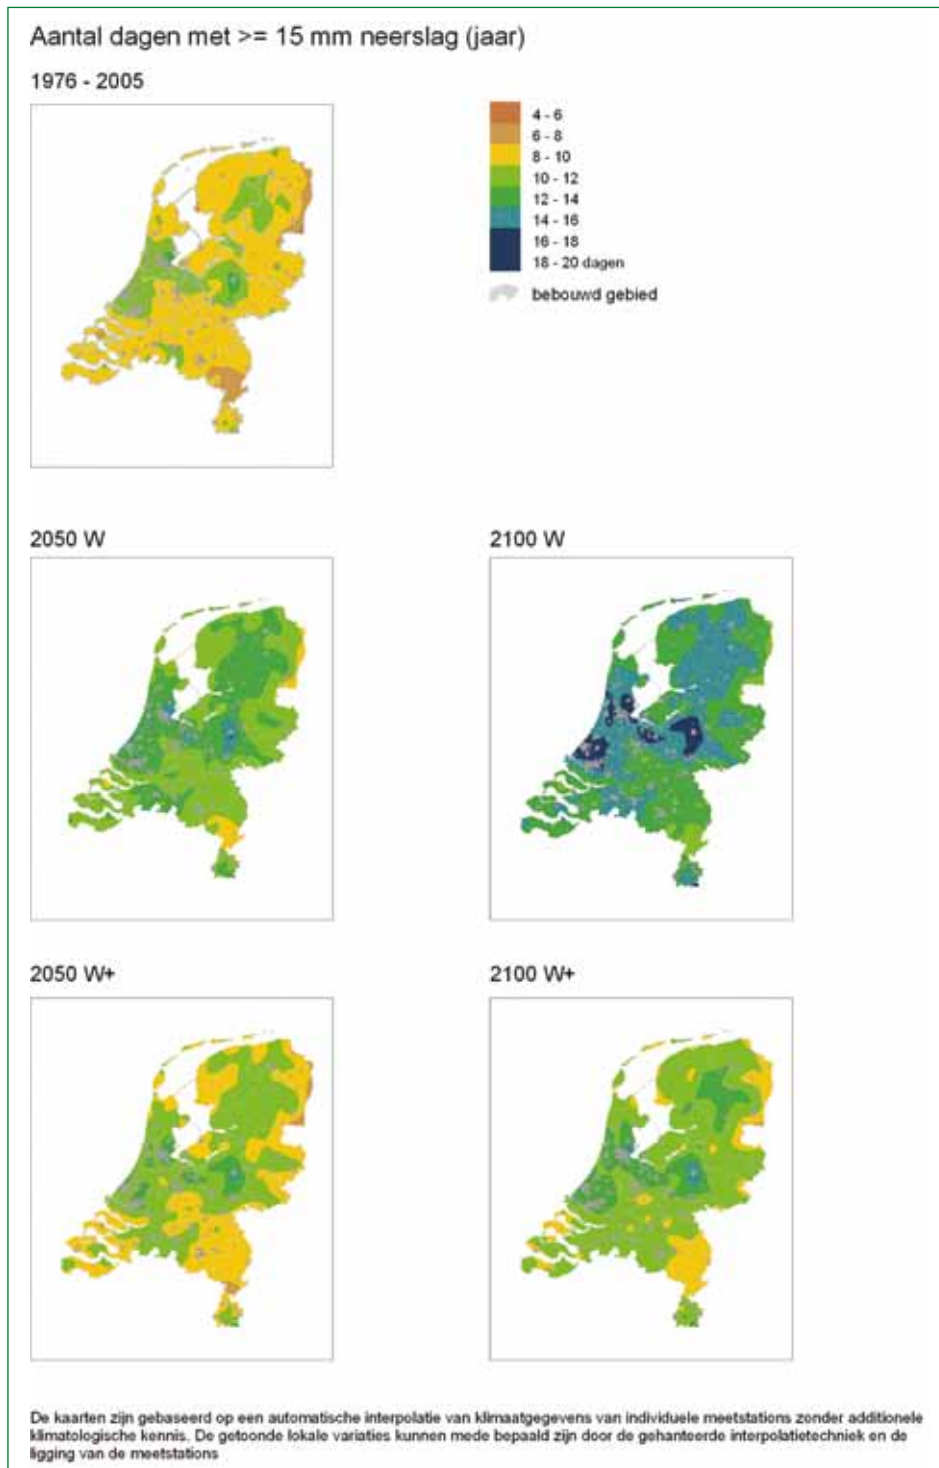 Aantal dagen met >= 15 mm neerslag (jaar)
1976 - 2005
4 - 6
6 - 8
8 - 10
10 - 12
12 - 14
14 - 16
16 - 18
18 - 20 dagen
bebouwd gebied
2050 W
2100 W
2050 W+
2100 W+
De kaarten zijn gebaseerd op een automatische interpolatie van klimaatgegevens van individuele meetstations zonder additionele
klimatologische kennis. De getoonde lokale variaties kunnen mede bepaald zijn door de gehanteerde interpolatietechniek en de
ligging van de meetstations